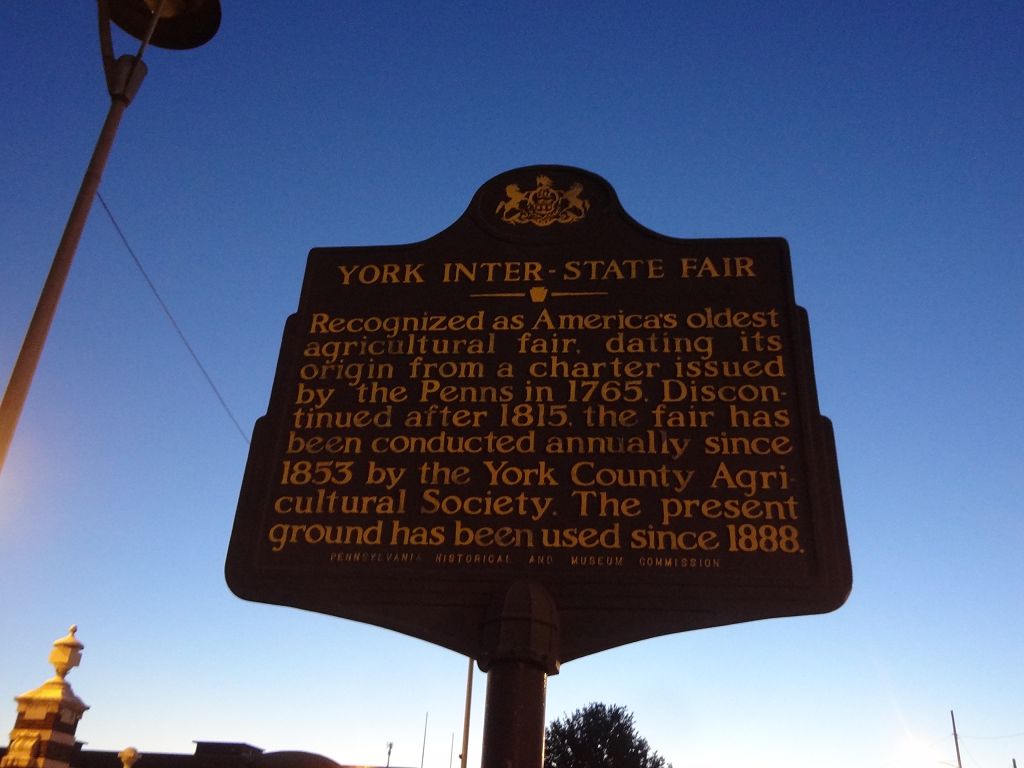 YORK INTER-STATE FAIR
Recognized as America's oldest
agricultural fair, dating its
origin from a charter issued
by the Penns in 1765. Discon-
tinued after 1815, the fair has
been conducted annually since
1853 by the York County Agri-
cultural Society. The present
ground has been used since 1888.
PENNSYLVANIA HISTORICAL AND MUSEUM COMMISSION